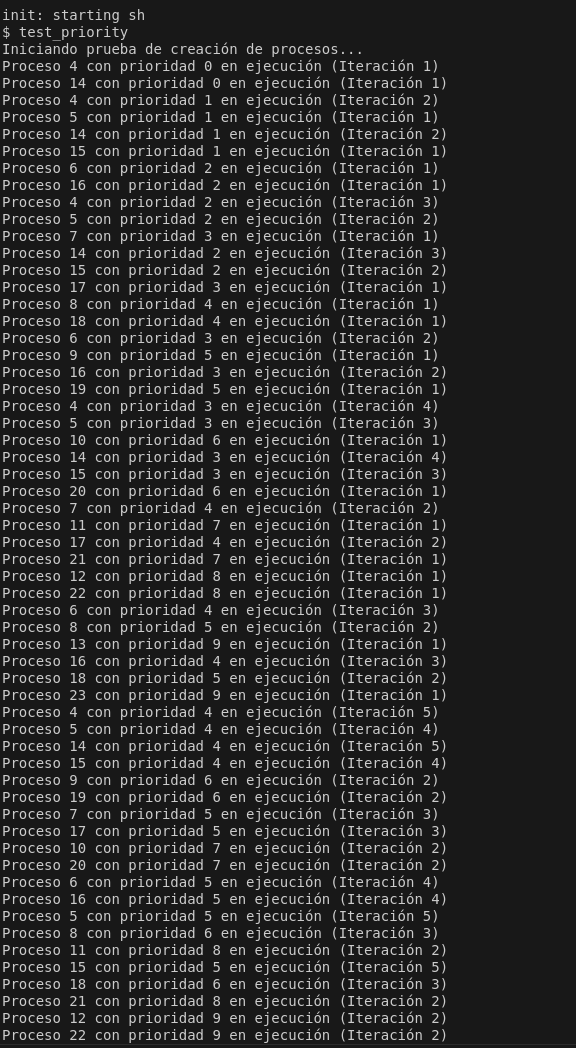 init: starting sh
$ test_priority
Iniciando prueba de creación de procesos...
Proceso 4 con prioridad 0 en ejecución (Iteración 1)
Proceso 14 con prioridad 0 en ejecución (Iteración 1)
Proceso 4 con prioridad 1 en ejecución (Iteración 2)
Proceso 5 con prioridad 1 en ejecución (Iteración 1)
Proceso 14 con prioridad 1 en ejecución (Iteración 2)
Proceso 15 con prioridad 1 en ejecución (Iteración 1)
Proceso 6 con prioridad 2 en ejecución (Iteración 1)
Proceso 16 con prioridad 2 en ejecución (Iteración 1)
Proceso 4 con prioridad 2 en ejecución (Iteración 3)
Proceso 5 con prioridad 2 en ejecución (Iteración 2)
Proceso 7 con prioridad 3 en ejecución (Iteración 1)
Proceso 14 con prioridad 2 en ejecución (Iteración 3)
Proceso 15 con prioridad 2 en ejecución (Iteración 2)
Proceso 17 con prioridad 3 en ejecución (Iteración 1)
Proceso 8 con prioridad 4 en ejecución (Iteración 1)
Proceso 18 con prioridad 4 en ejecución (Iteración 1)
Proceso 6 con prioridad 3 en ejecución (Iteración 2)
Proceso 9 con prioridad 5 en ejecución (Iteración 1)
Proceso 16 con prioridad 3 en ejecución (Iteración 2)
Proceso 19 con prioridad 5 en ejecución (Iteración 1)
Proceso 4 con prioridad 3 en ejecución (Iteración 4)
Proceso 5 con prioridad 3 en ejecución (Iteración 3)
Proceso 10 con prioridad 6 en ejecución (Iteración 1)
Proceso 14 con prioridad 3 en ejecución (Iteración 4)
Proceso 15 con prioridad 3 en ejecución (Iteración 3)
Proceso 20 con prioridad 6 en ejecución (Iteración 1)
Proceso 7 con prioridad 4 en ejecución (Iteración 2)
Proceso 11 con prioridad 7 en ejecución (Iteración 1)
Proceso 17 con prioridad 4 en ejecución (Iteración 2)
Proceso 21 con prioridad 7 en ejecución (Iteración 1)
Proceso 12 con prioridad 8 en ejecución (Iteración 1)
Proceso 22 con prioridad 8 en ejecución (Iteración 1)
Proceso 6 con prioridad 4 en ejecución (Iteración 3)
Proceso 8 con prioridad 5 en ejecución (Iteración 2)
Proceso 13 con prioridad 9 en ejecución (Iteración 1)
Proceso 16 con prioridad 4 en ejecución (Iteración 3)
Proceso 18 con prioridad 5 en ejecución (Iteración 2)
Proceso 23 con prioridad 9 en ejecución (Iteración 1)
Proceso 4 con prioridad 4 en ejecución (Iteración 5)
Proceso 5 con prioridad 4 en ejecución (Iteración 4)
Proceso 14 con prioridad 4 en ejecución (Iteración 5)
Proceso 15 con prioridad 4 en ejecución (Iteración 4)
Proceso 9 con prioridad 6 en ejecución (Iteración 2)
Proceso 19 con prioridad 6 en ejecución (Iteración 2)
Proceso 7 con prioridad 5 en ejecución (Iteración 3)
Proceso 17 con prioridad 5 en ejecución (Iteración 3)
Proceso 10 con prioridad 7 en ejecución (Iteración 2)
Proceso 20 con prioridad 7 en ejecución (Iteración 2)
Proceso 6 con prioridad 5 en ejecución (Iteración 4)
Proceso 16 con prioridad 5 en ejecución (Iteración 4)
Proceso 5 con prioridad 5 en ejecución (Iteración 5)
Proceso 8 con prioridad 6 en ejecución (Iteración 3)
Proceso 11 con prioridad 8 en ejecución (Iteración 2)
Proceso 15 con prioridad 5 en ejecución (Iteración 5)
Proceso 18 con prioridad 6 en ejecución (Iteración 3)
Proceso 21 con prioridad 8 en ejecución (Iteración 2)
Proceso 12 con prioridad 9 en ejecución (Iteración 2)
Proceso 22 con prioridad 9 en ejecución (Iteración 2)